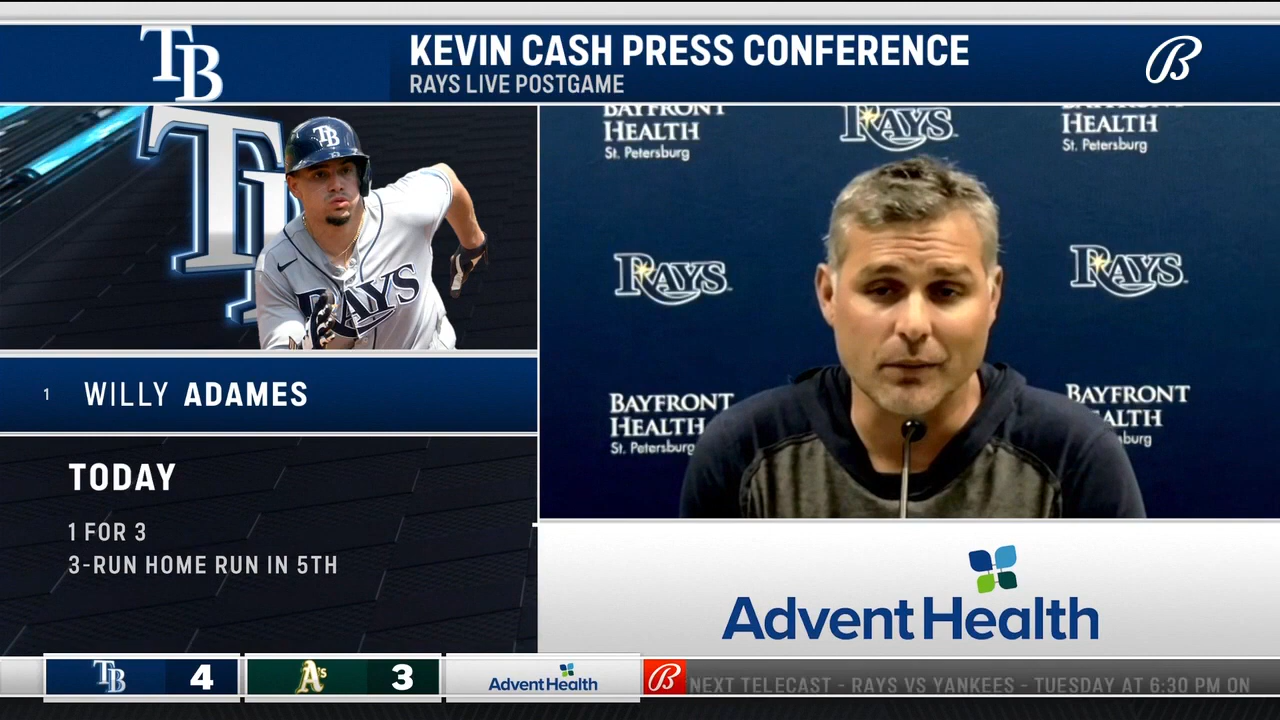 TB
KEVIN CASH PRESS CONFERENCE
RAYS LIVE POSTGAME
B
TB
TB
RAYS
BAYFRONT
HEALTH
St. Petersburg
RAYS
HEALTH
St. Petersburg
RAYS
RAYS
BAYFRONT
HEALTH
St. Petersburg
BAYFRONT
1 WILLY ADAMES
TODAY
1 FOR 3
3-RUN HOME RUN IN 5TH
AdventHealth
TB 4 A's 3 AdventHealth B NEXT TELECAST - RAYS VS YANKEES - TUESDAY AT 6:30 PM ON